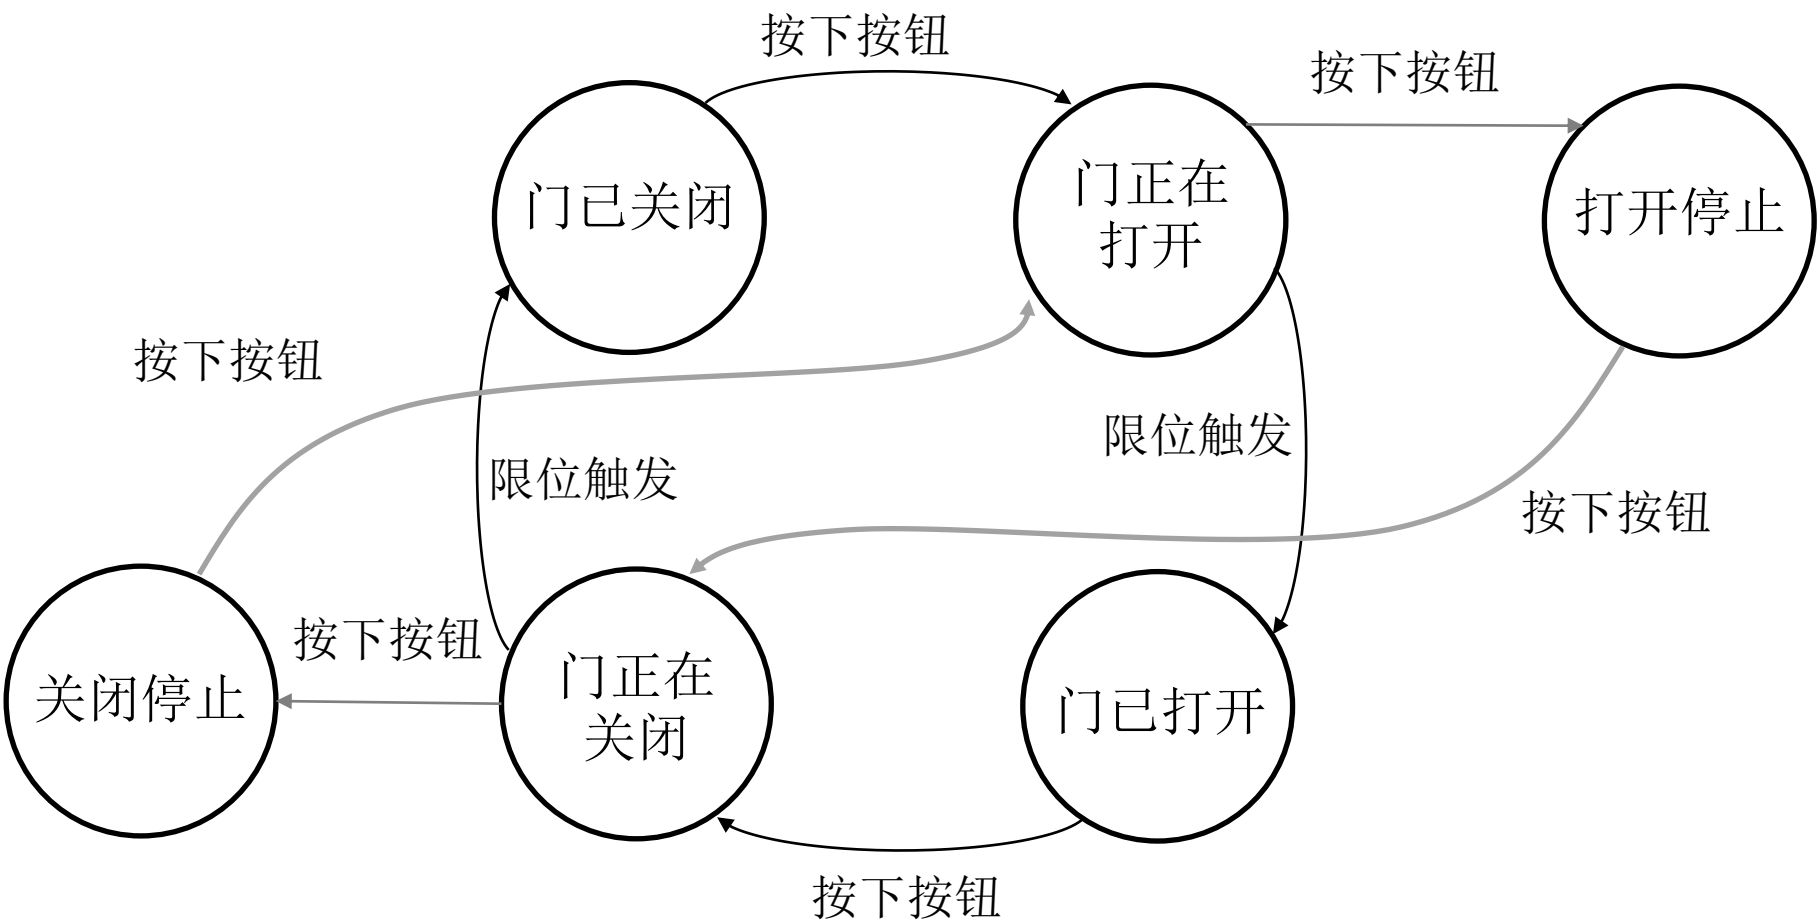 按下按钮
按下按钮
门已关闭
门正在
打开
打开停止
按下按钮
限位触发
限位触发
按下按钮
按下按钮
关闭停止
门正在
关闭
门已打开
按下按钮